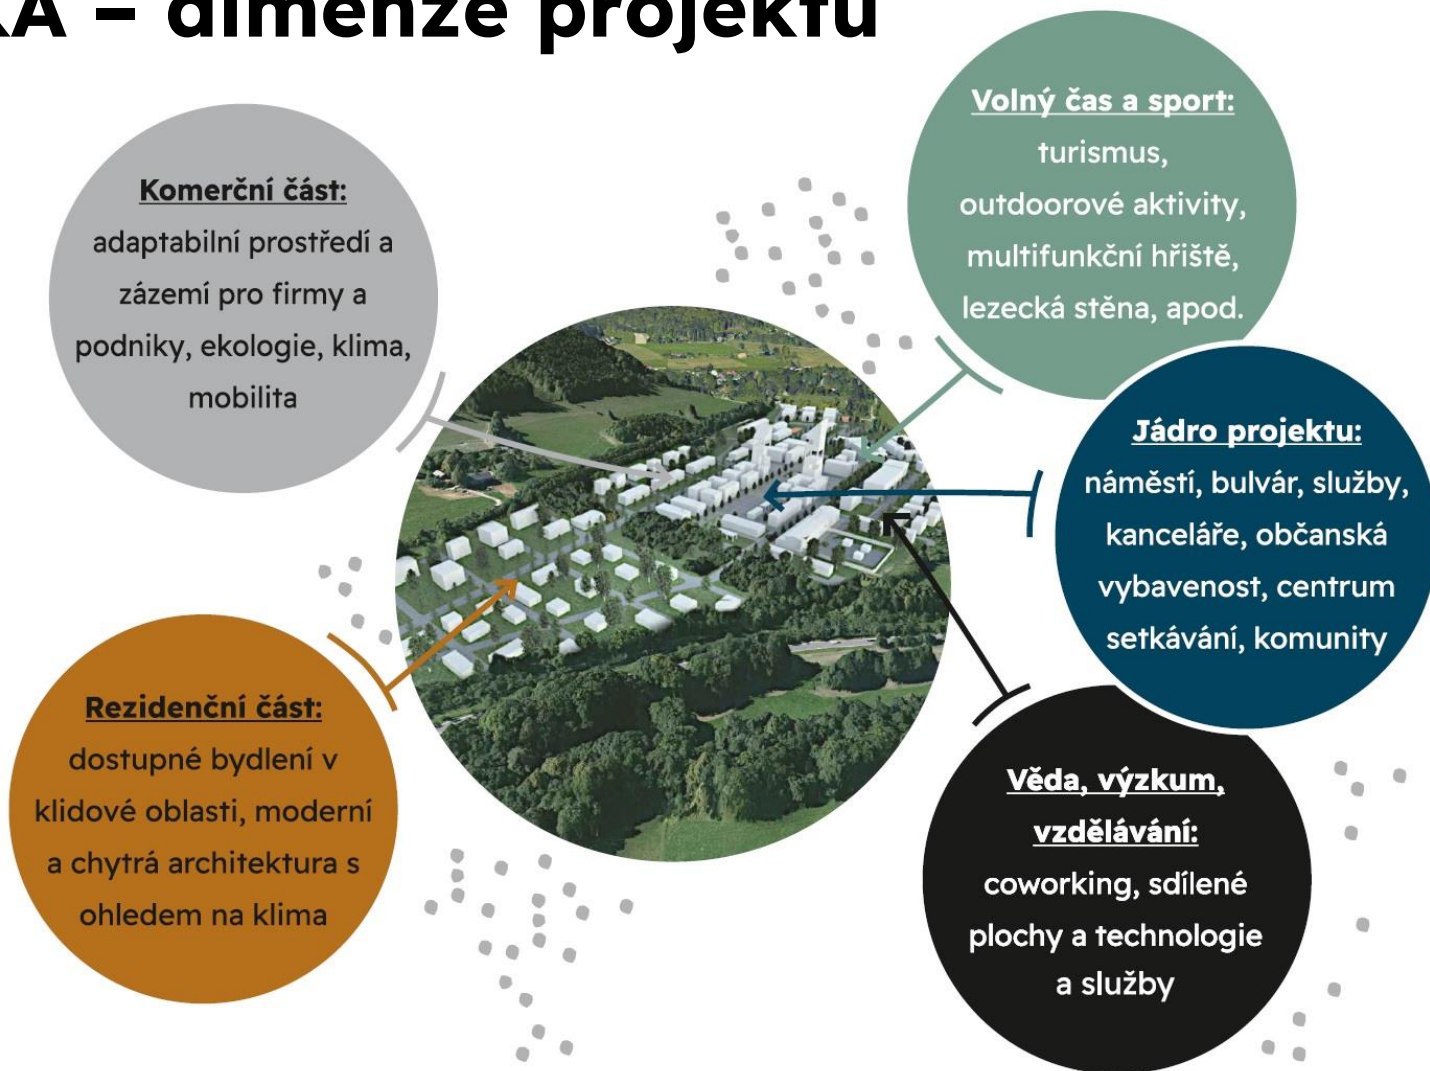 KA – dimenze projektu
Komerční část:
adaptabilní prostředí a
zázemí pro firmy a
podniky, ekologie, klima,
mobilita
Volný čas a sport:
turismus,
outdoorové aktivity,
multifunkční hřiště,
lezecká stěna, apod.
Jádro projektu:
náměstí, bulvár, služby,
kanceláře, občanská
vybavenost, centrum
setkávání, komunity
Rezidenční část:
dostupné bydlení v
klidové oblasti, moderní
a chytrá architektura s
ohledem na klima
Věda, výzkum,
vzdělávání:
coworking, sdílené
plochy a technologie
a služby